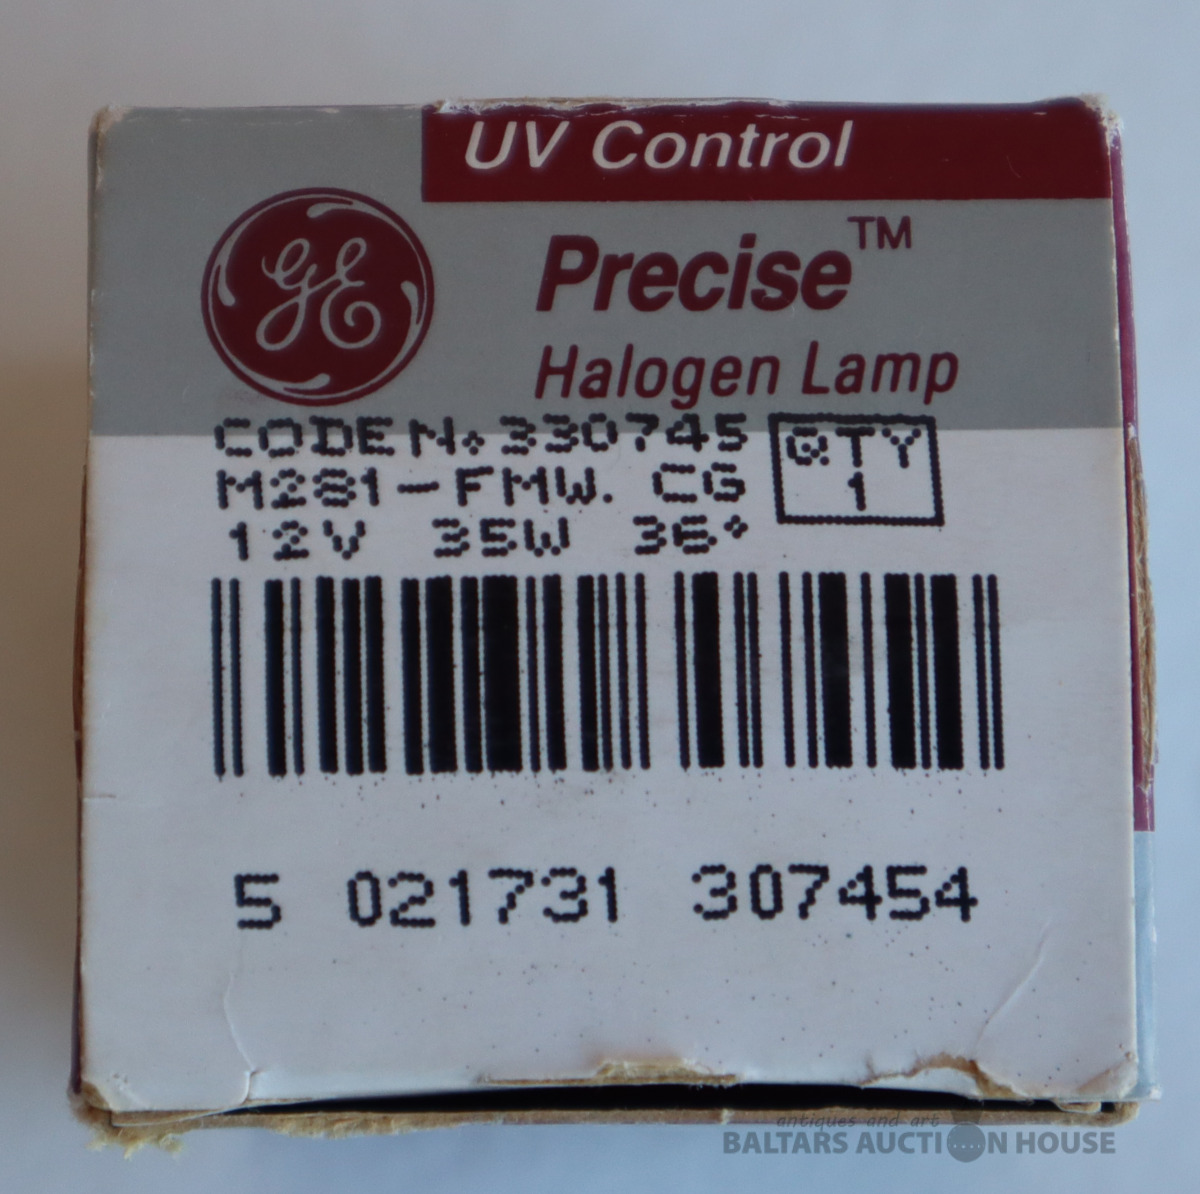 UV Control
GE
Precise™
Halogen Lamp
CODE No 330745
M281-FMW. CG
12V 35W 36°
QTY
1
5 021731 307454
antiques and art
BALTARS AUCTION HOUSE